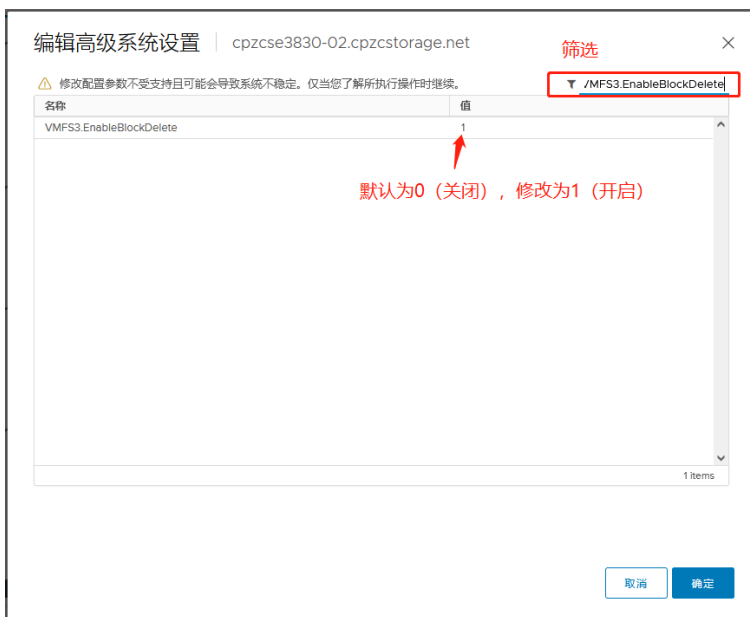 编辑高级系统设置 cpzcse3830-02.cpzcstorage.net
筛选
修改配置参数不受支持且可能会导致系统不稳定。仅当您了解所执行操作时继续。
/MFS3.EnableBlockDelete
名称 值
VMFS3.EnableBlockDelete 1
默认为0（关闭），修改为1（开启）
1 items
取消 确定